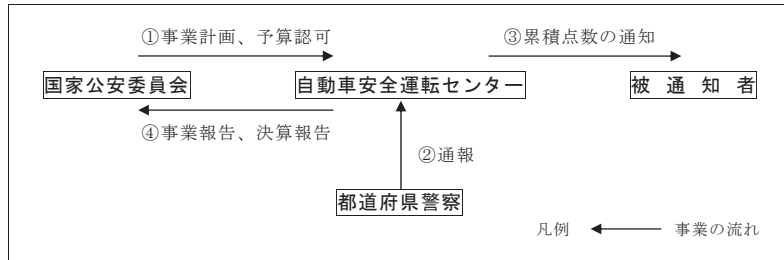 ①事業計画、予算認可
③累積点数の通知
国家公安委員会
自動車安全運転センター
被通知者
④事業報告、決算報告
②通報
都道府県警察
凡例
事業の流れ